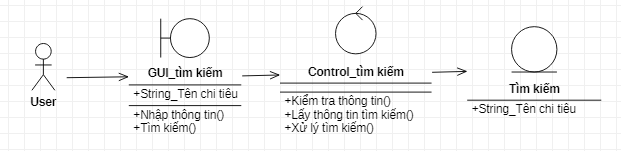 User
GUI_tìm kiếm
+String_Tên chi tiêu
+Nhập thông tin()
+Tìm kiếm()
Control_tìm kiếm
+Kiểm tra thông tin()
+Lấy thông tin tìm kiếm()
+Xử lý tìm kiếm()
Tìm kiếm
+String_Tên chi tiêu